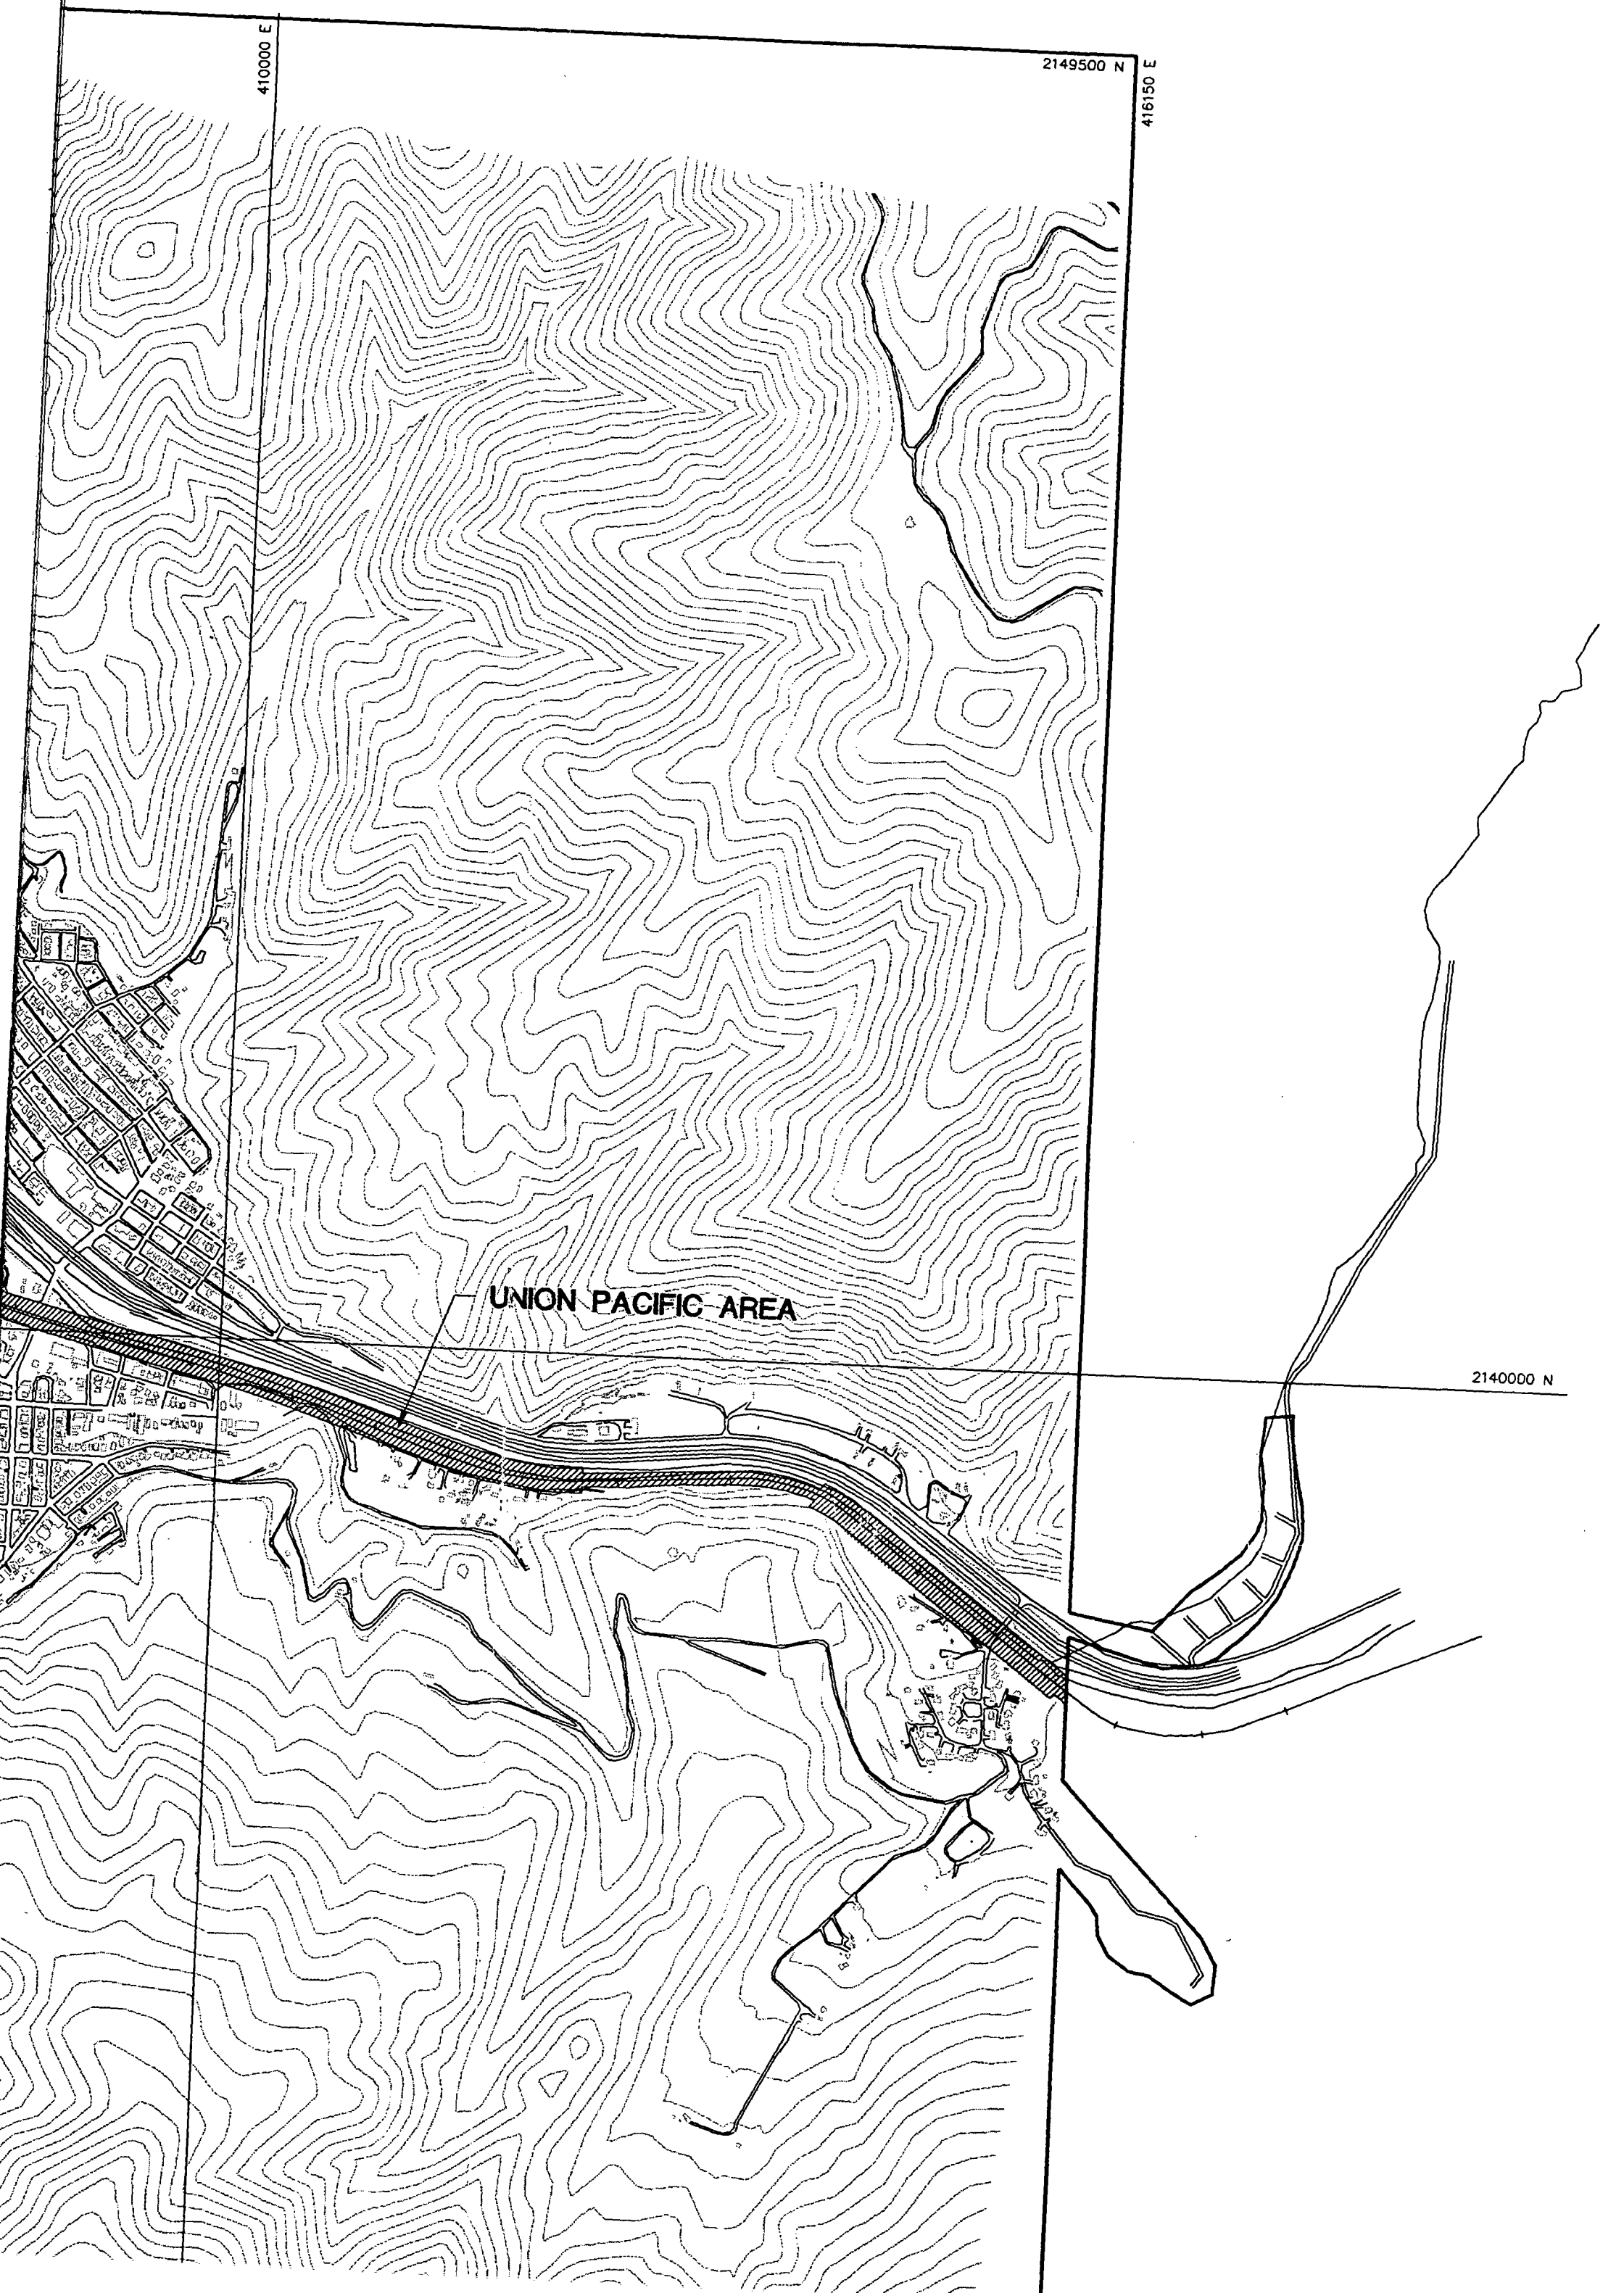 410000 E
2149500 N
416150 E
UNION PACIFIC AREA
2140000 N